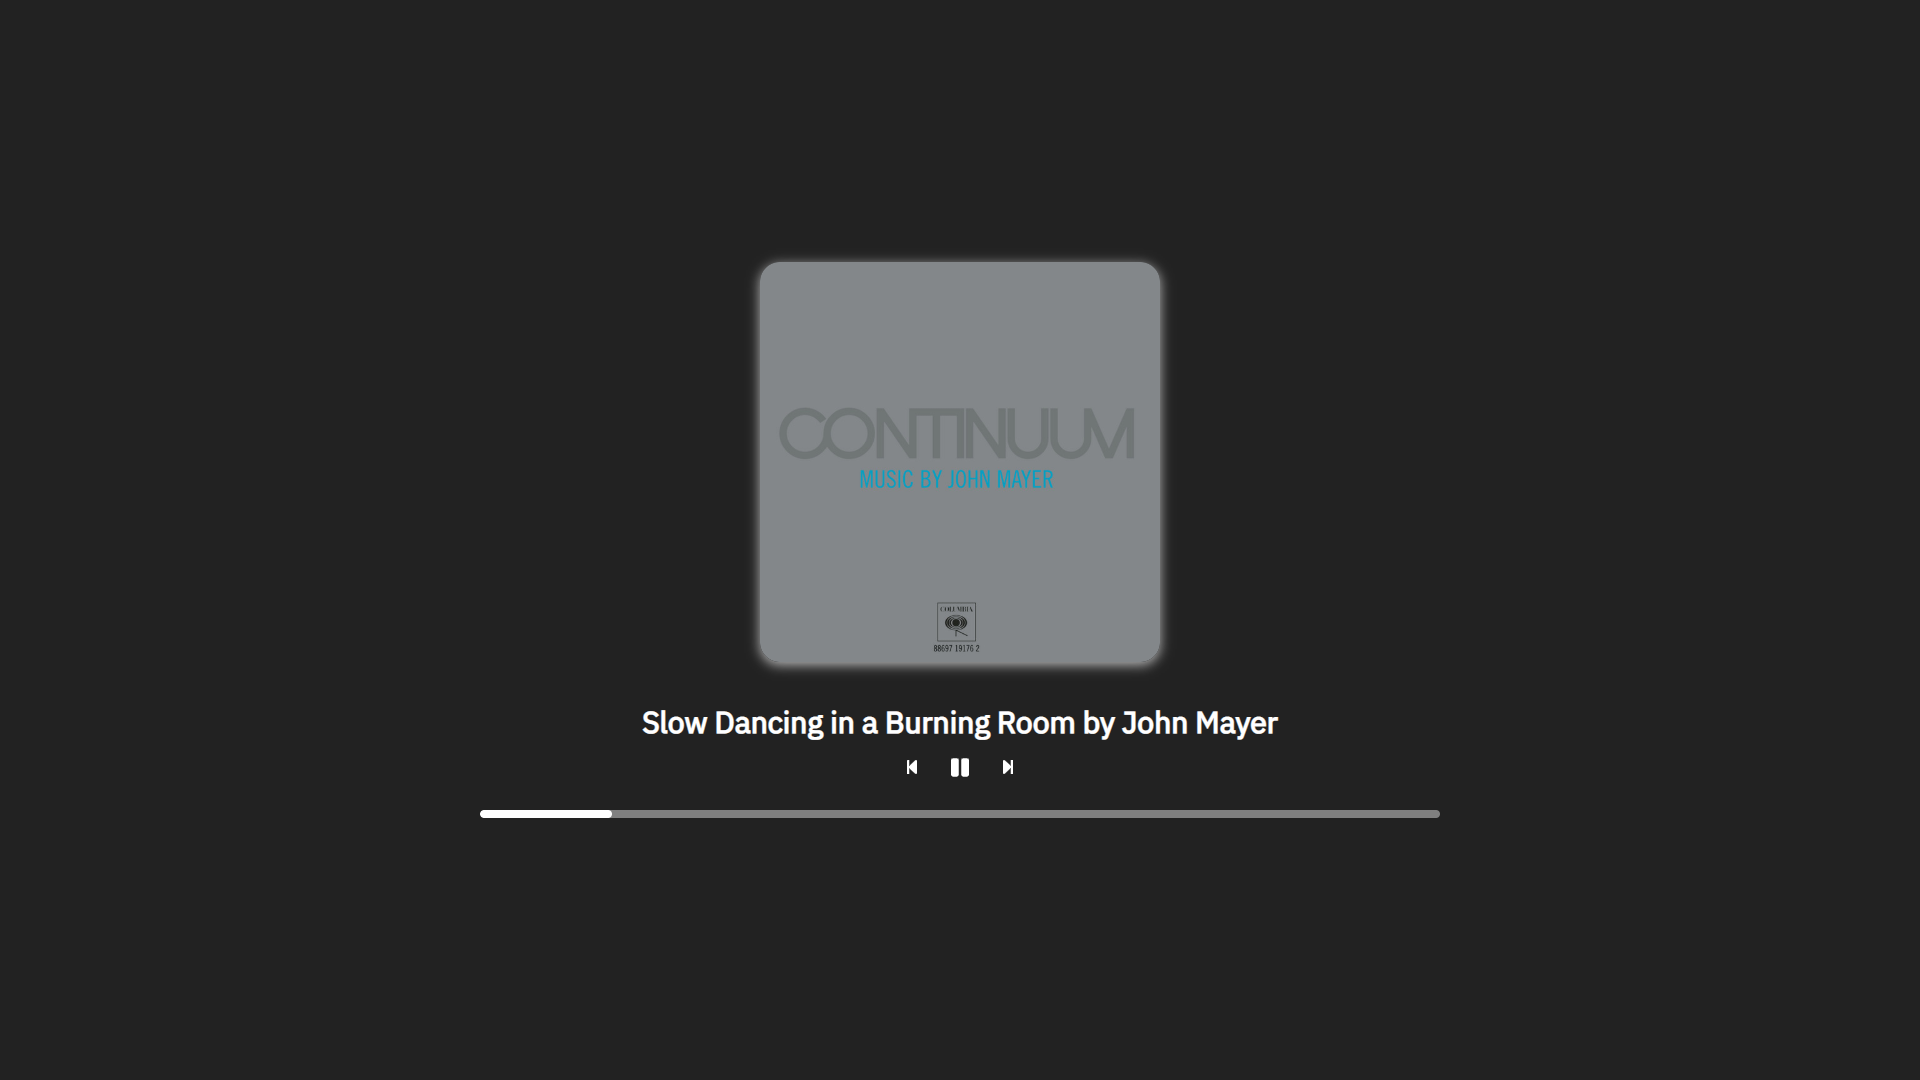 CONTINUUM
MUSIC BY JOHN MAYER
COLUMBIA
88697 19176 2
Slow Dancing in a Burning Room by John Mayer